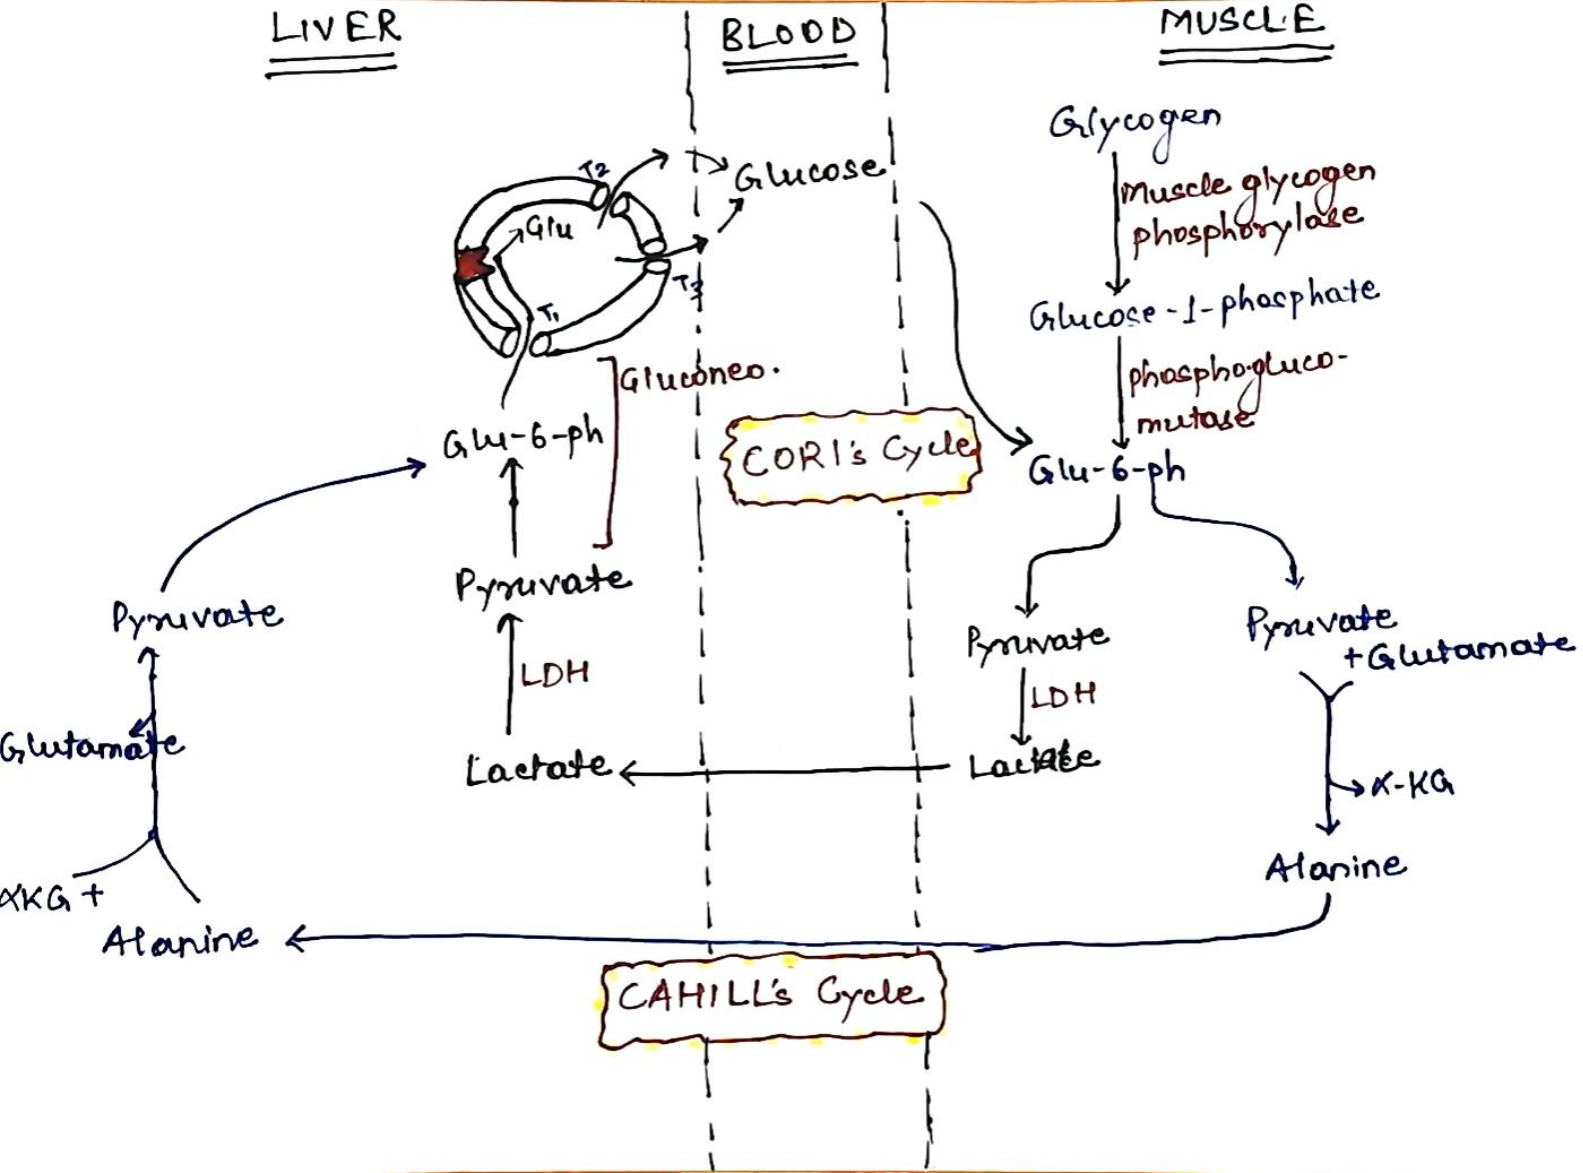 LIVER
BLOOD
MUSCLE
Glycogen
Muscle glycogen
phosphorylase
Glucose-1-phosphate
phosphogluco-
mutase
Glu-6-ph
T2
Glucose
Glu
T3
T1
Gluconeo.
Glu-6-ph
CORI's Cycle
Pyruvate
LDH
Lactate
Pyruvate
LDH
Lactate
Pyruvate
+Glutamate
α-KG
Alanine
Pyruvate
Glutamate
αKG +
Alanine
CAHILL's Cycle